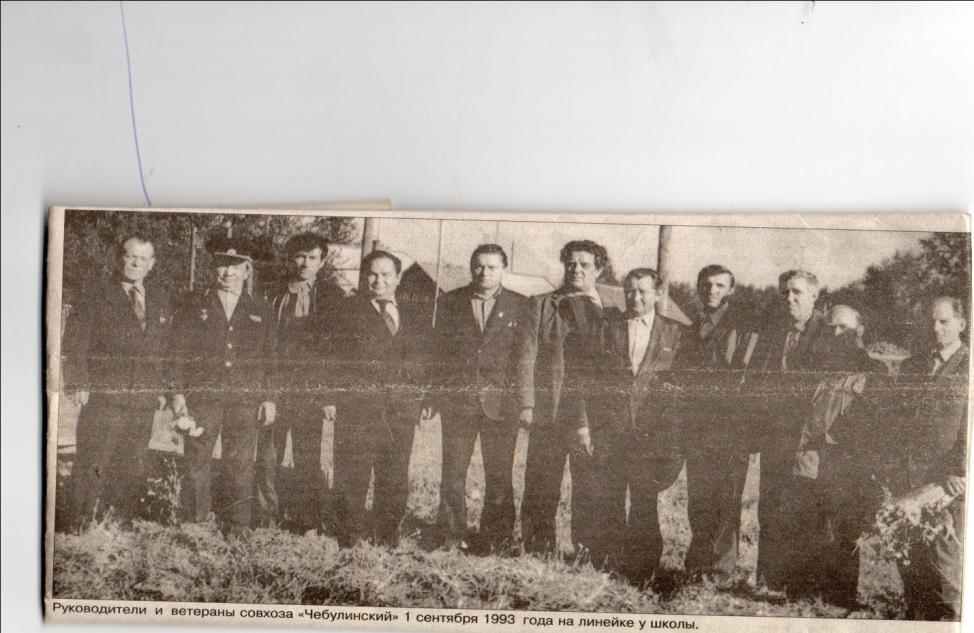 Руководители и ветераны совхоза «Чебулинский» 1 сентября 1993 года на линейке у школы.